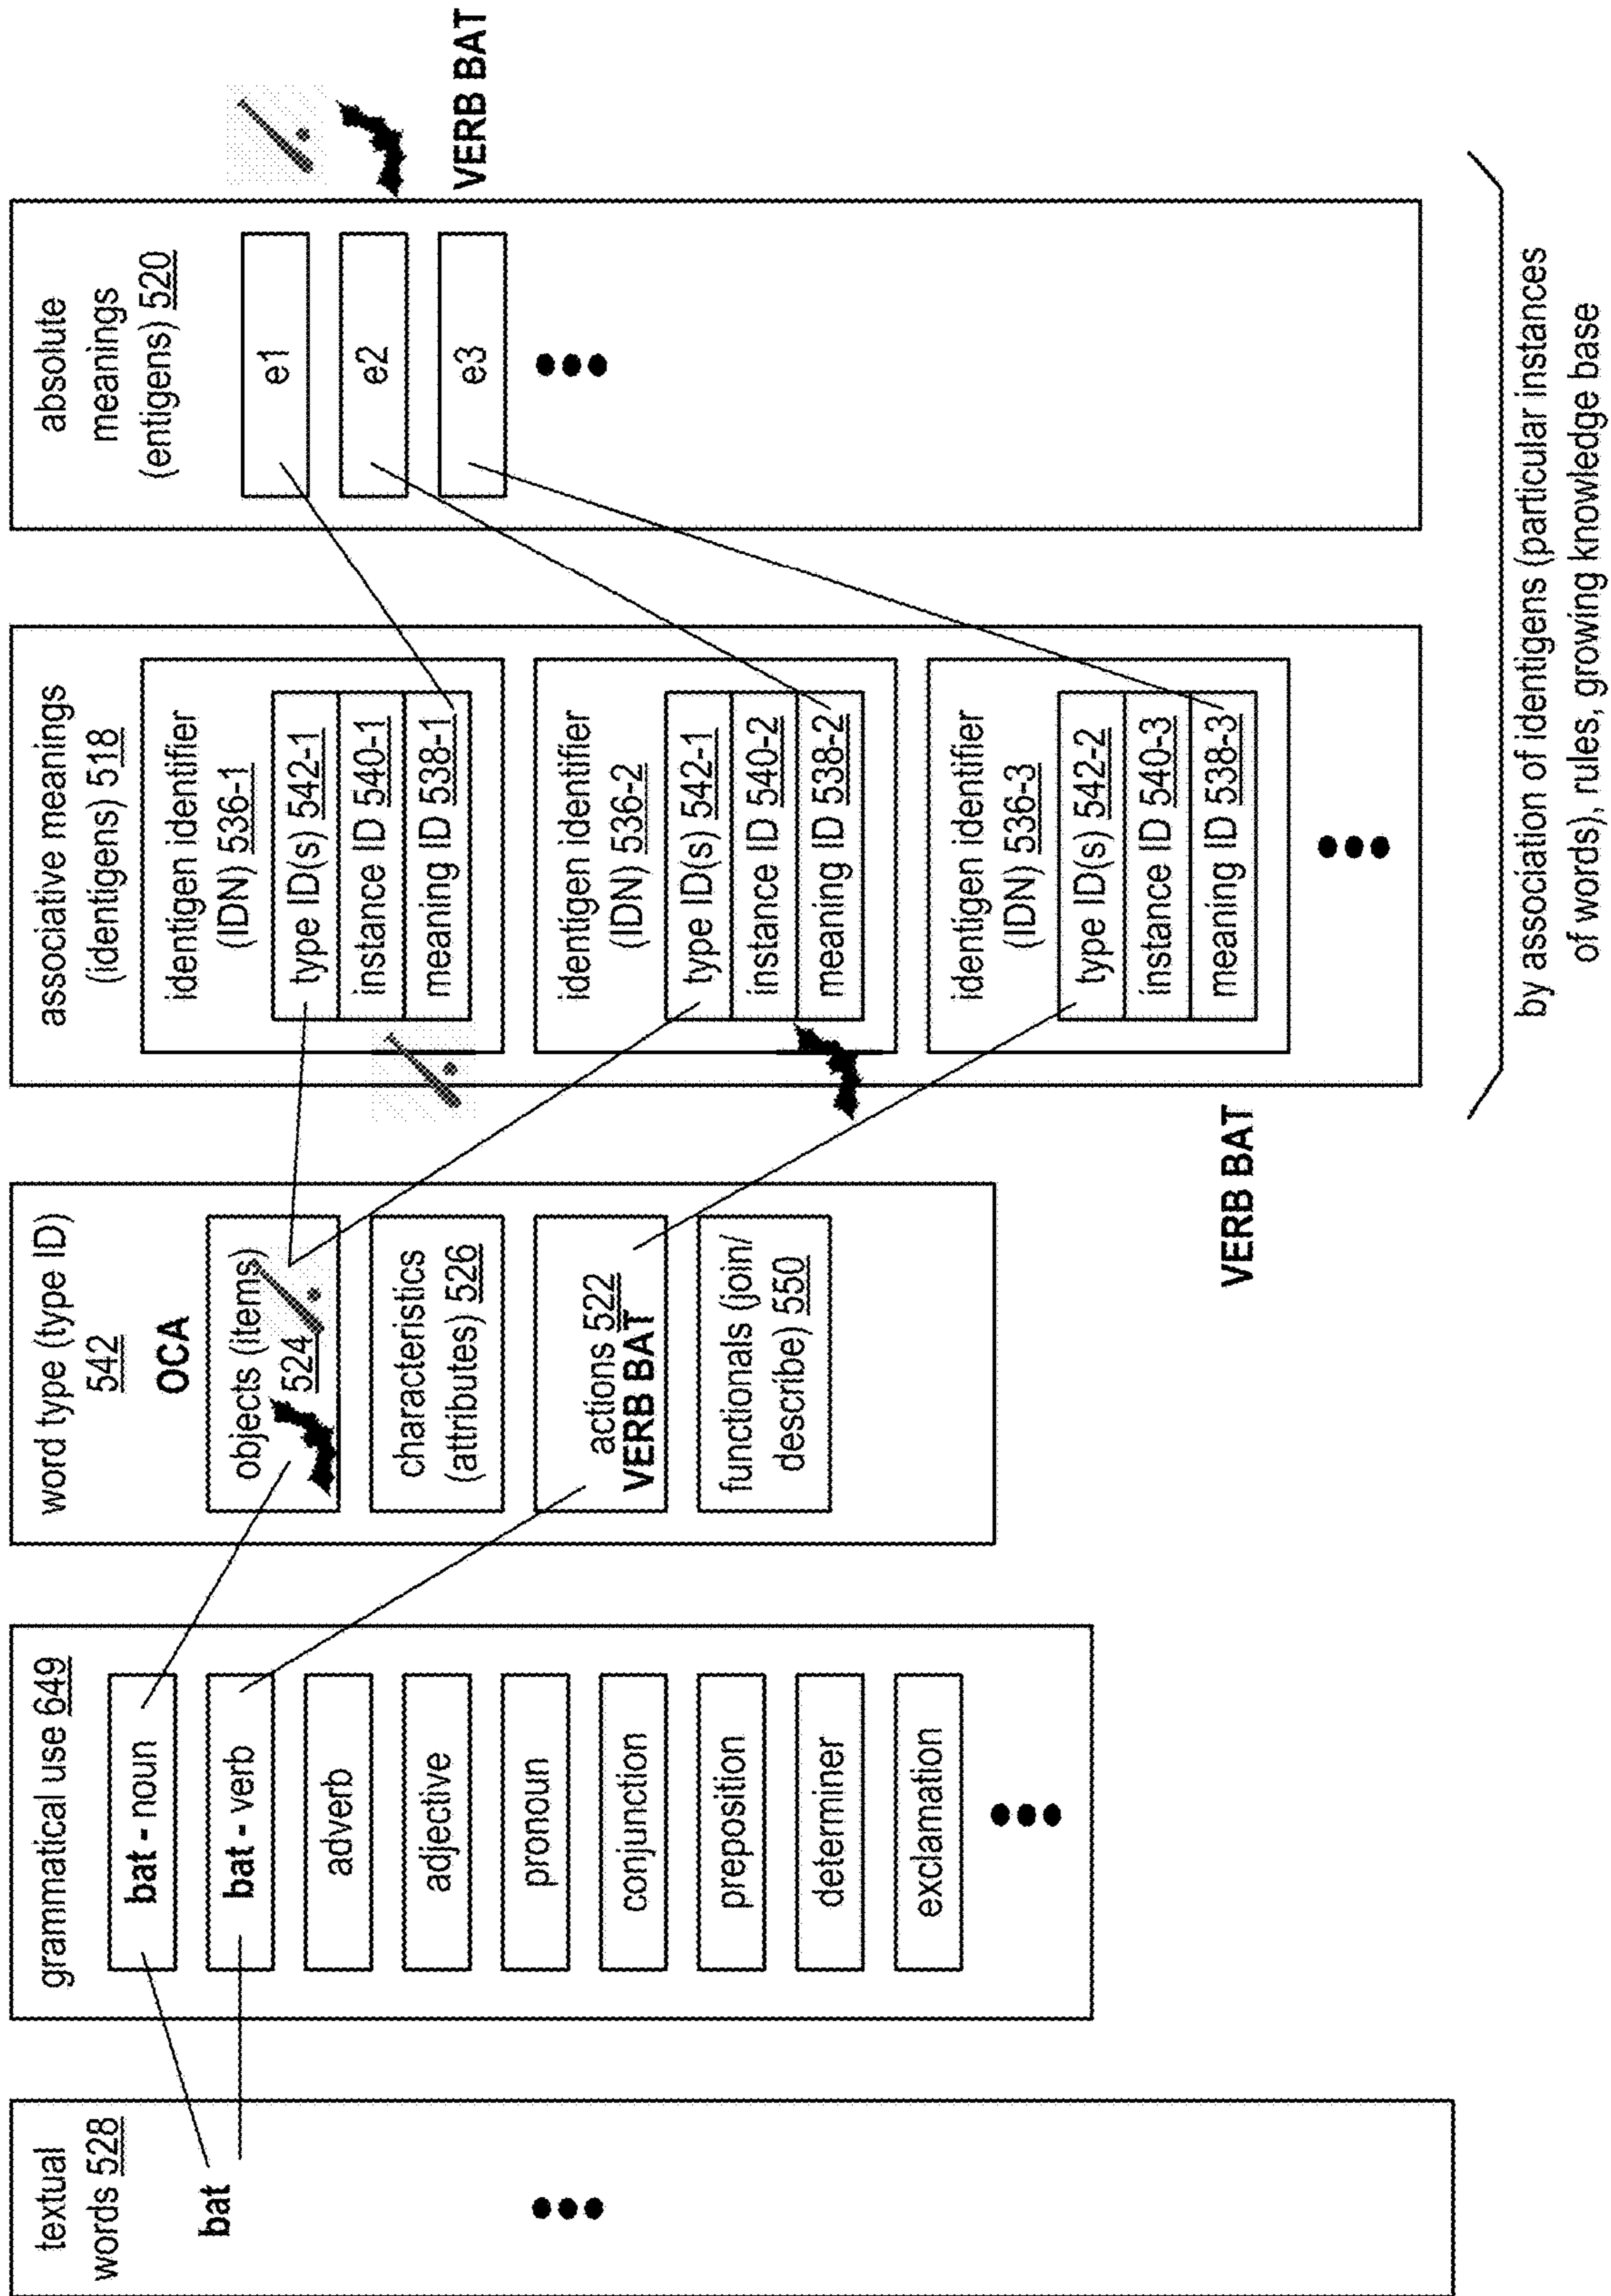 textual
words 528
bat
grammatical use 649
bat - noun
bat - verb
adverb
adjective
pronoun
conjunction
preposition
determiner
exclamation
word type (type ID)
542
OCA
objects (items)
524
characteristics
(attributes) 526
actions 522
VERB BAT
functionals (join/
describe) 550
associative meanings
(identigens) 518
identigen identifier
(IDN) 536-1
type ID(s) 542-1
instance ID 540-1
meaning ID 538-1
identigen identifier
(IDN) 536-2
type ID(s) 542-1
instance ID 540-2
meaning ID 538-2
identigen identifier
(IDN) 536-3
type ID(s) 542-2
instance ID 540-3
meaning ID 538-3
VERB BAT
absolute
meanings
(entigens) 520
e1
e2
e3
VERB BAT
by association of identigens (particular instances
of words), rules, growing knowledge base